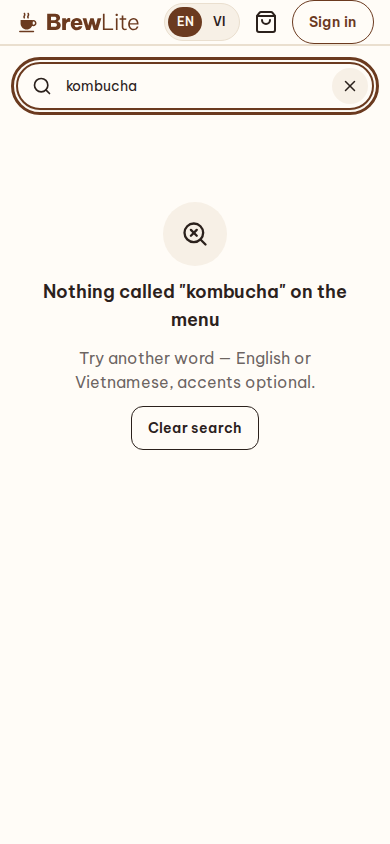 BrewLite
EN VI
Sign in
kombucha
Nothing called "kombucha" on the
menu
Try another word — English or
Vietnamese, accents optional.
Clear search